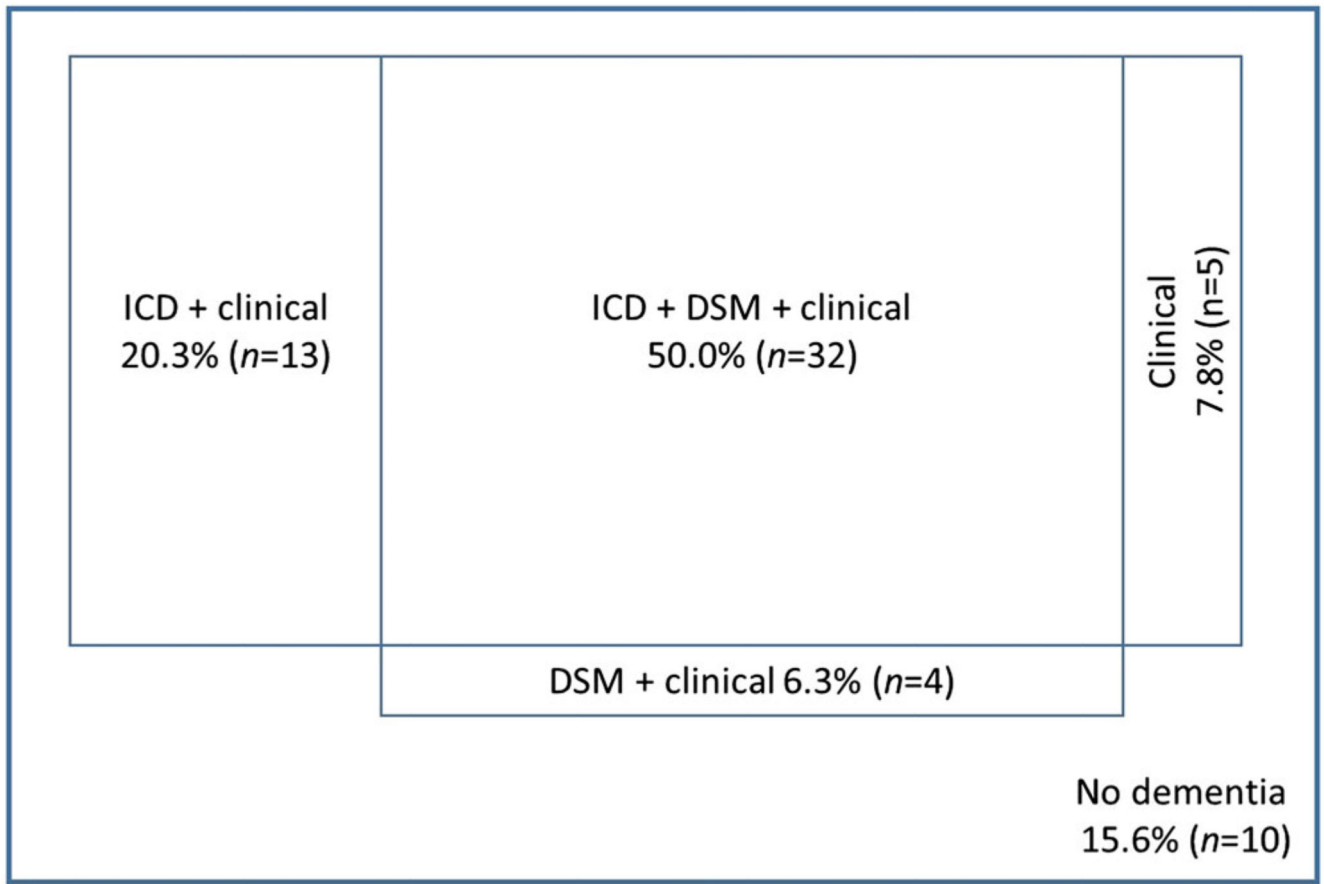 ICD + clinical
20.3% (n=13)
ICD + DSM + clinical
50.0% (n=32)
Clinical
7.8% (n=5)
DSM + clinical 6.3% (n=4)
No dementia
15.6% (n=10)